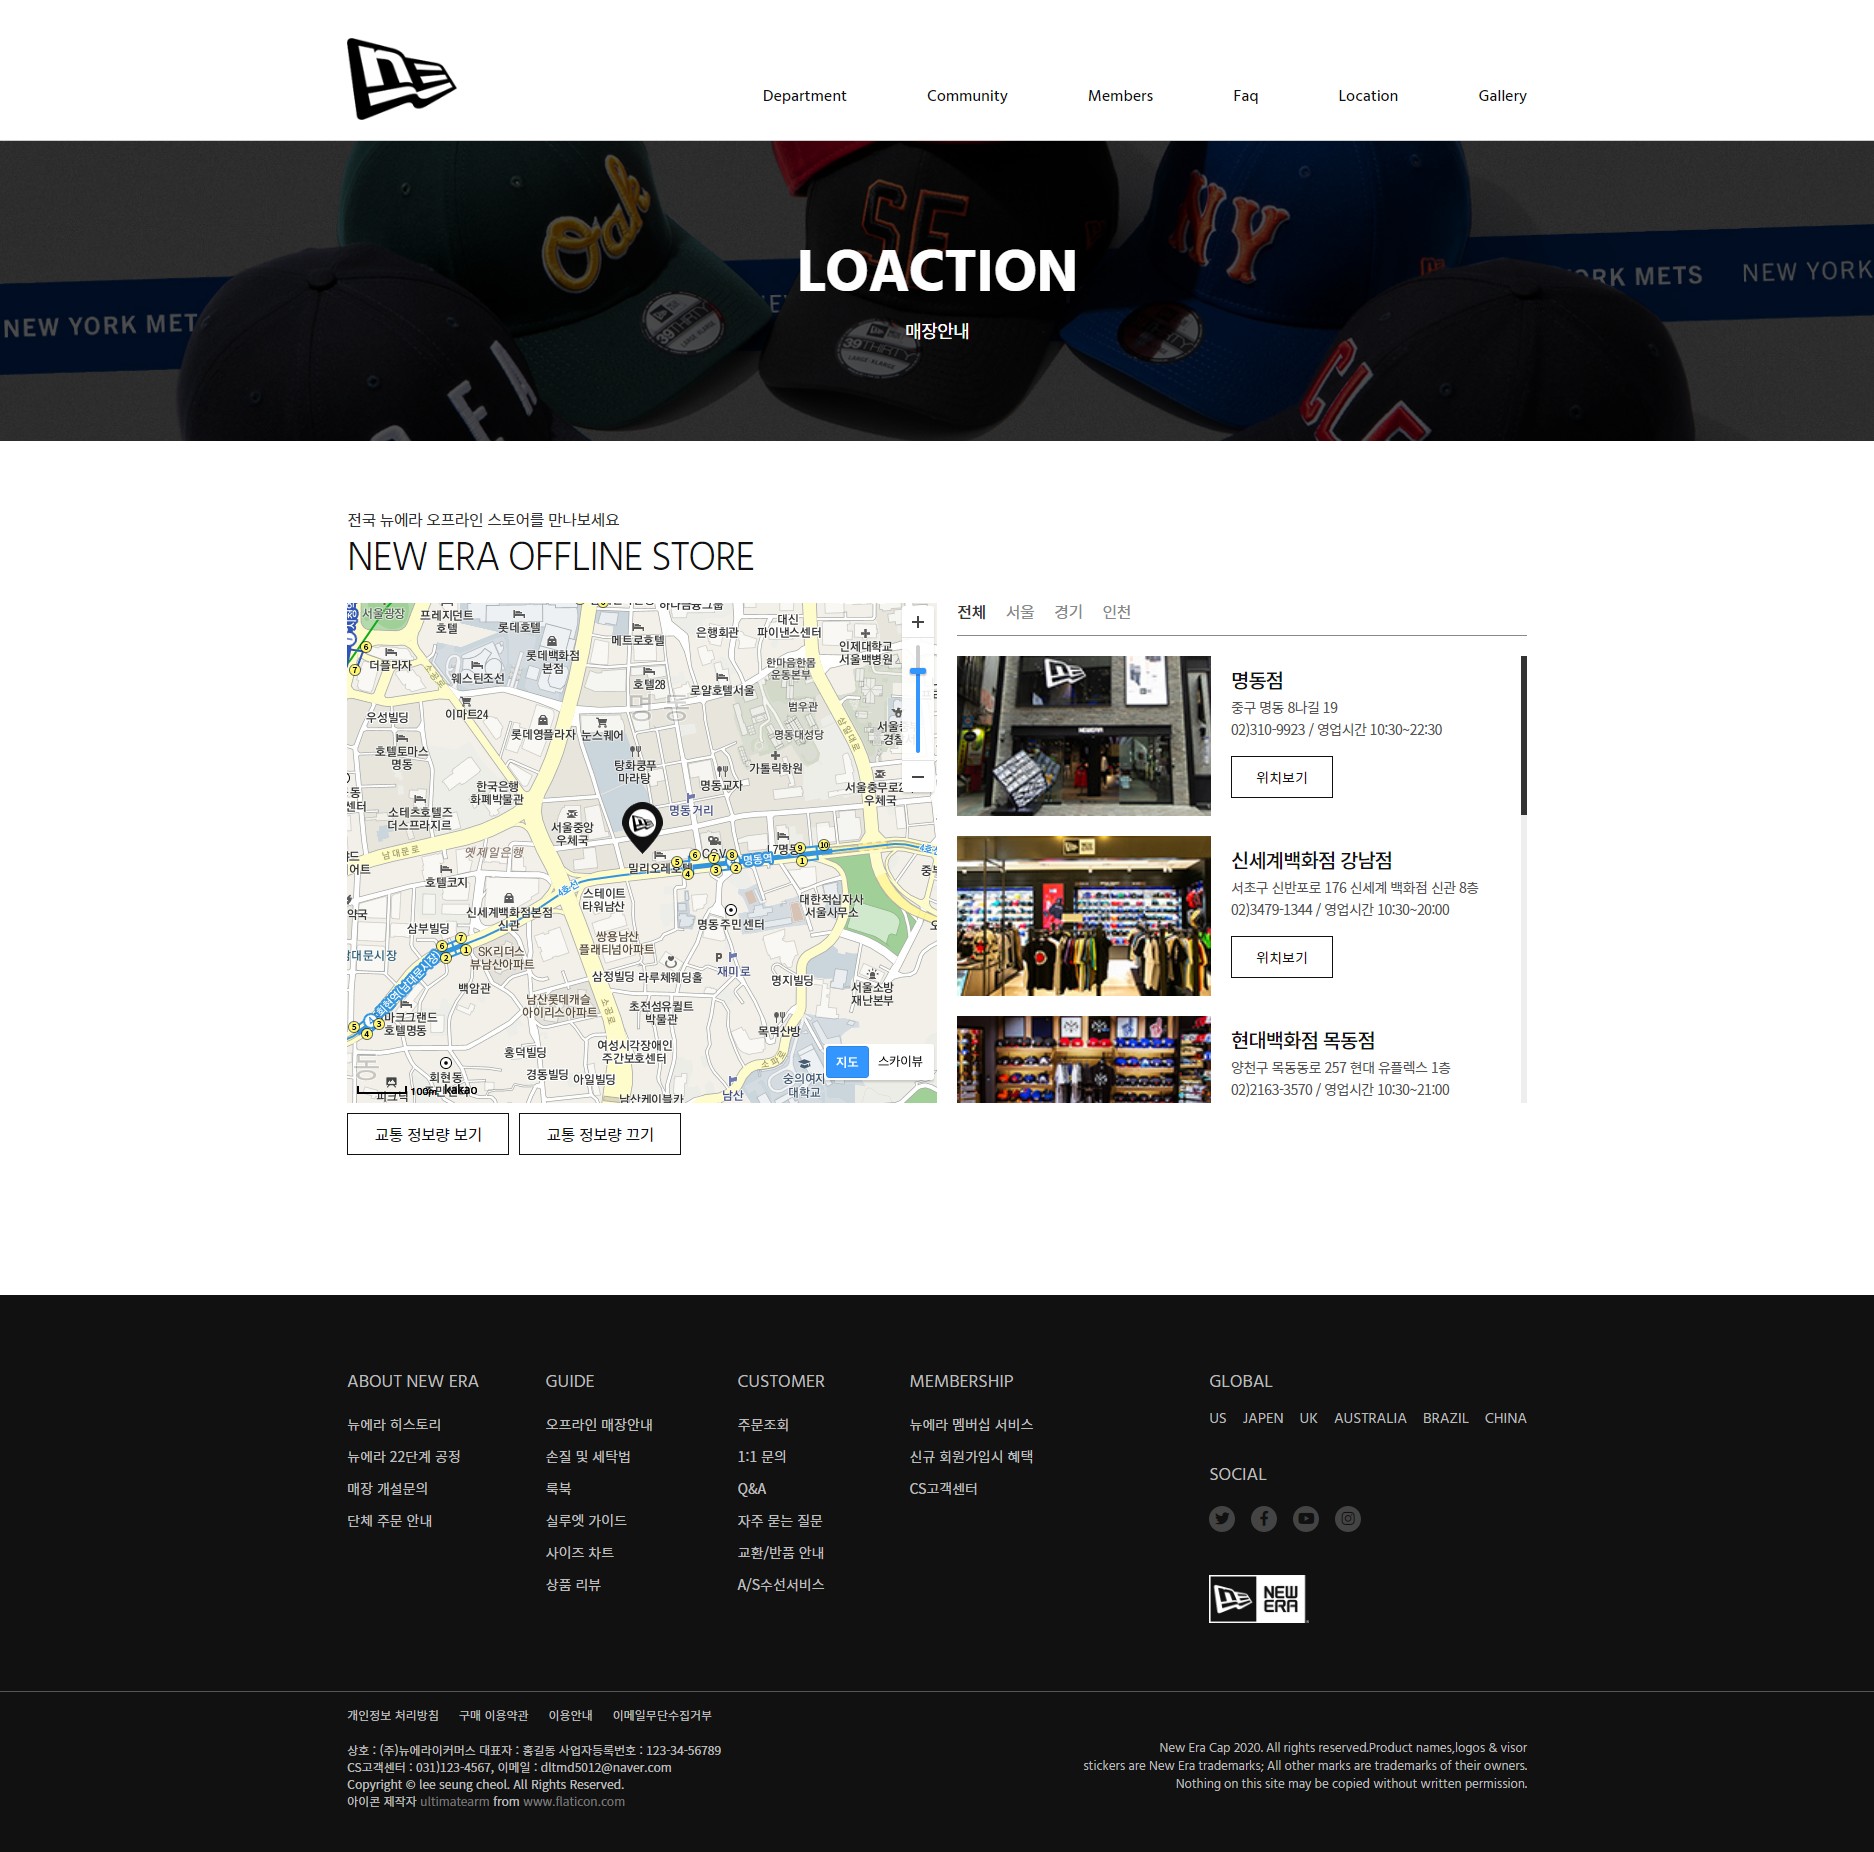 Department Community Members Faq Location Gallery
NEW YORK METS
NEW YORK
Oak
SF
NY
39THIRTY
LARGE-XLARGE
39THIRTY
LARGE-XLARGE
LOACTION
매장안내
전국 뉴에라 오프라인 스토어를 만나보세요
NEW ERA OFFLINE STORE
서울광장
프레지던트
호텔
롯데호텔
메트로호텔
은행회관
대신
파이낸스센터
인제대학교
서울백병원
더플라자
웨스틴조선
롯데백화점
본점
호텔28
로얄호텔서울
한마음한몸
운동본부
범우관
명동
우성빌딩
이마트24
롯데영플라자
눈스퀘어
명동대성당
삼일대로
호텔토마스
명동
탕화쿵푸
마라탕
가톨릭학원
명동교자
한국은행
화폐박물관
우체국
소테츠호텔즈
더스프라지르
서울중앙
우체국
명동거리
남대문로
옛제일은행
밀리오레호텔
명동역
호텔코지
4호선
스테이트
타워남산
대한적십자사
서울사무소
신세계백화점본점
신관
삼부빌딩
명동주민센터
쌍용남산
플래티넘아파트
SK리더스
뷰남산아파트
회현역(남대문시장)
재미로
삼정빌딩
라루체웨딩홀
명지빌딩
서울소방
재난본부
백암관
남산롯데캐슬
아이리스아파트
소공로
초전섬유퀼트
박물관
마크그랜드
호텔명동
목멱산방
홍덕빌딩
여성시각장애인
주간보호센터
소파로
경동빌딩
아일빌딩
숭의여자
대학교
남산
100m
kakao
지도 스카이뷰
교통 정보량 보기 교통 정보량 끄기
전체 서울 경기 인천
명동점
중구 명동 8나길 19
02)310-9923 / 영업시간 10:30~22:30
위치보기
신세계백화점 강남점
서초구 신반포로 176 신세계 백화점 신관 8층
02)3479-1344 / 영업시간 10:30~20:00
위치보기
현대백화점 목동점
양천구 목동동로 257 현대 유플렉스 1층
02)2163-3570 / 영업시간 10:30~21:00
ABOUT NEW ERA
뉴에라 히스토리
뉴에라 22단계 공정
매장 개설문의
단체 주문 안내
GUIDE
오프라인 매장안내
손질 및 세탁법
룩북
실루엣 가이드
사이즈 차트
상품 리뷰
CUSTOMER
주문조회
1:1 문의
Q&A
자주 묻는 질문
교환/반품 안내
A/S수선서비스
MEMBERSHIP
뉴에라 멤버십 서비스
신규 회원가입시 혜택
CS고객센터
GLOBAL
US JAPEN UK AUSTRALIA BRAZIL CHINA
SOCIAL
NEW
ERA
개인정보 처리방침 구매 이용약관 이용안내 이메일무단수집거부
상호 : (주)뉴에라이커머스 대표자 : 홍길동 사업자등록번호 : 123-34-56789
CS고객센터 : 031)123-4567, 이메일 : dltmd5012@naver.com
Copyright © lee seung cheol. All Rights Reserved.
아이콘 제작자 ultimatearm from www.flaticon.com
New Era Cap 2020. All rights reserved.Product names,logos & visor
stickers are New Era trademarks; All other marks are trademarks of their owners.
Nothing on this site may be copied without written permission.